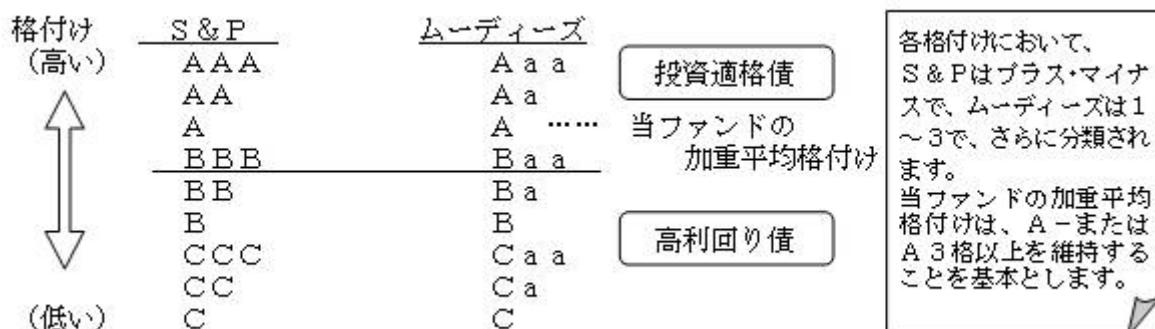 格付け S&P ムーディーズ
(高い) AAA Aaa 投資適格債
AA Aa
A A …… 当ファンドの
BBB Baa 加重平均格付け
BB Ba
B B 高利回り債
CCC Caa
CC Ca
(低い) C C
各格付けにおいて、
S&Pはプラス・マイナ
スで、ムーディーズは1
～3で、さらに分類され
ます。
当ファンドの加重平均
格付けは、A－または
A3格以上を維持する
ことを基本とします。